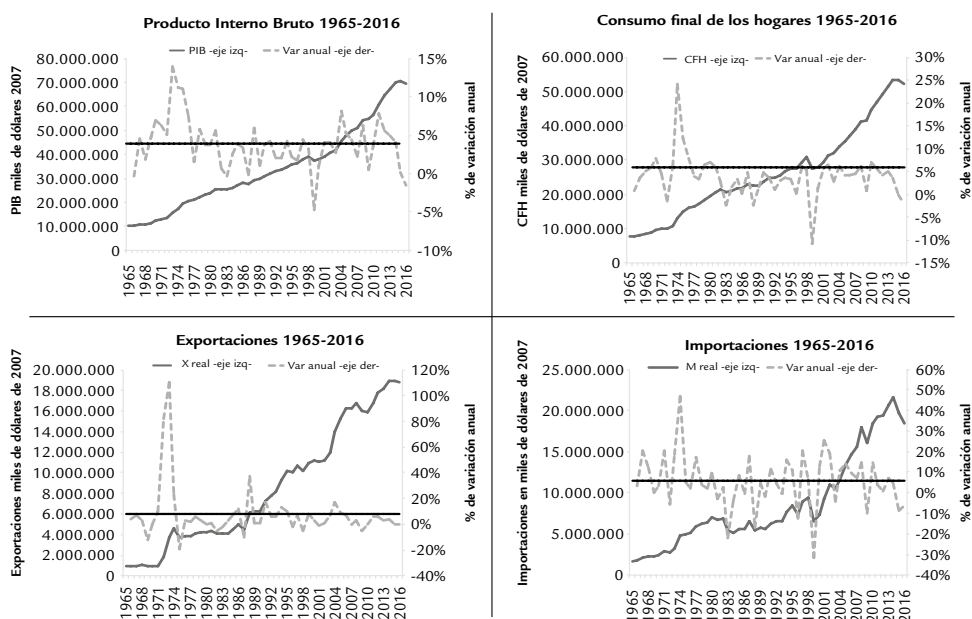 Producto Interno Bruto 1965-2016
PIB -eje izq-
Var anual -eje der-
PIB miles de dólares 2007
80.000.000
70.000.000
60.000.000
50.000.000
40.000.000
30.000.000
20.000.000
10.000.000
0
15%
10%
5%
0%
-5%
-10%
% de variación anual
1965 1968 1971 1974 1977 1980 1983 1986 1989 1992 1995 1998 2001 2004 2007 2010 2013 2016
Consumo final de los hogares 1965-2016
CFH -eje izq-
Var anual -eje der-
CFH miles de dólares 2007
60.000.000
50.000.000
40.000.000
30.000.000
20.000.000
10.000.000
0
30%
25%
20%
15%
10%
5%
0%
-5%
-10%
-15%
% de variación anual
1965 1968 1971 1974 1977 1980 1983 1986 1989 1992 1995 1998 2001 2004 2007 2010 2013 2016
Exportaciones 1965-2016
X real -eje izq-
Var anual -eje der-
Exportaciones miles de dólares de 2007
20.000.000
18.000.000
16.000.000
14.000.000
12.000.000
10.000.000
8.000.000
6.000.000
4.000.000
2.000.000
0
120%
100%
80%
60%
40%
20%
0%
-20%
-40%
% de variación anual
1965 1968 1971 1974 1977 1980 1983 1986 1989 1992 1995 1998 2001 2004 2007 2010 2013 2016
Importaciones 1965-2016
M real -eje izq-
Var anual -eje der-
Importaciones en miles de dólares de 2007
25.000.000
20.000.000
15.000.000
10.000.000
5.000.000
0
60%
50%
40%
30%
20%
10%
0%
-10%
-20%
-30%
-40%
% de variación anual
1965 1968 1971 1974 1977 1980 1983 1986 1989 1992 1995 1998 2001 2004 2007 2010 2013 2016